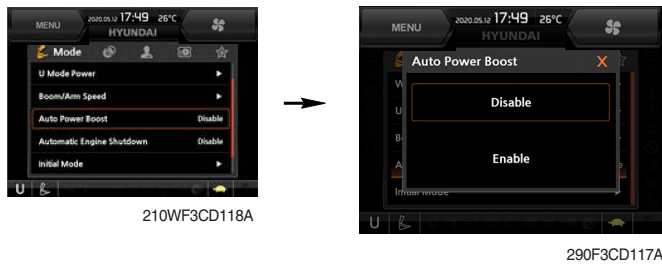 MENU
2020.05.12 17:49 26°C
HYUNDAI
Mode
U Mode Power
Boom/Arm Speed
Auto Power Boost Disable
Automatic Engine Shutdown Disable
Initial Mode
U
210WF3CD118A
MENU
2020.05.12 17:49 26°C
HYUNDAI
Auto Power Boost X
Disable
Enable
Initial Mode
U
290F3CD117A